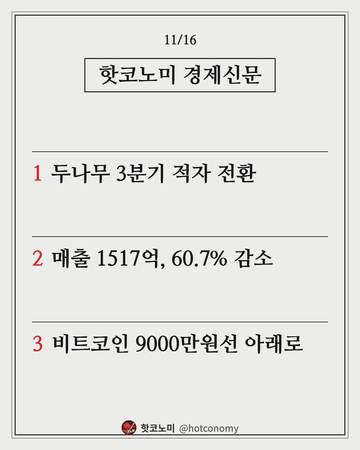 11/16
핫코노미 경제신문
1 두나무 3분기 적자 전환
2 매출 1517억, 60.7% 감소
3 비트코인 9000만원선 아래로
핫코노미 @hotconomy